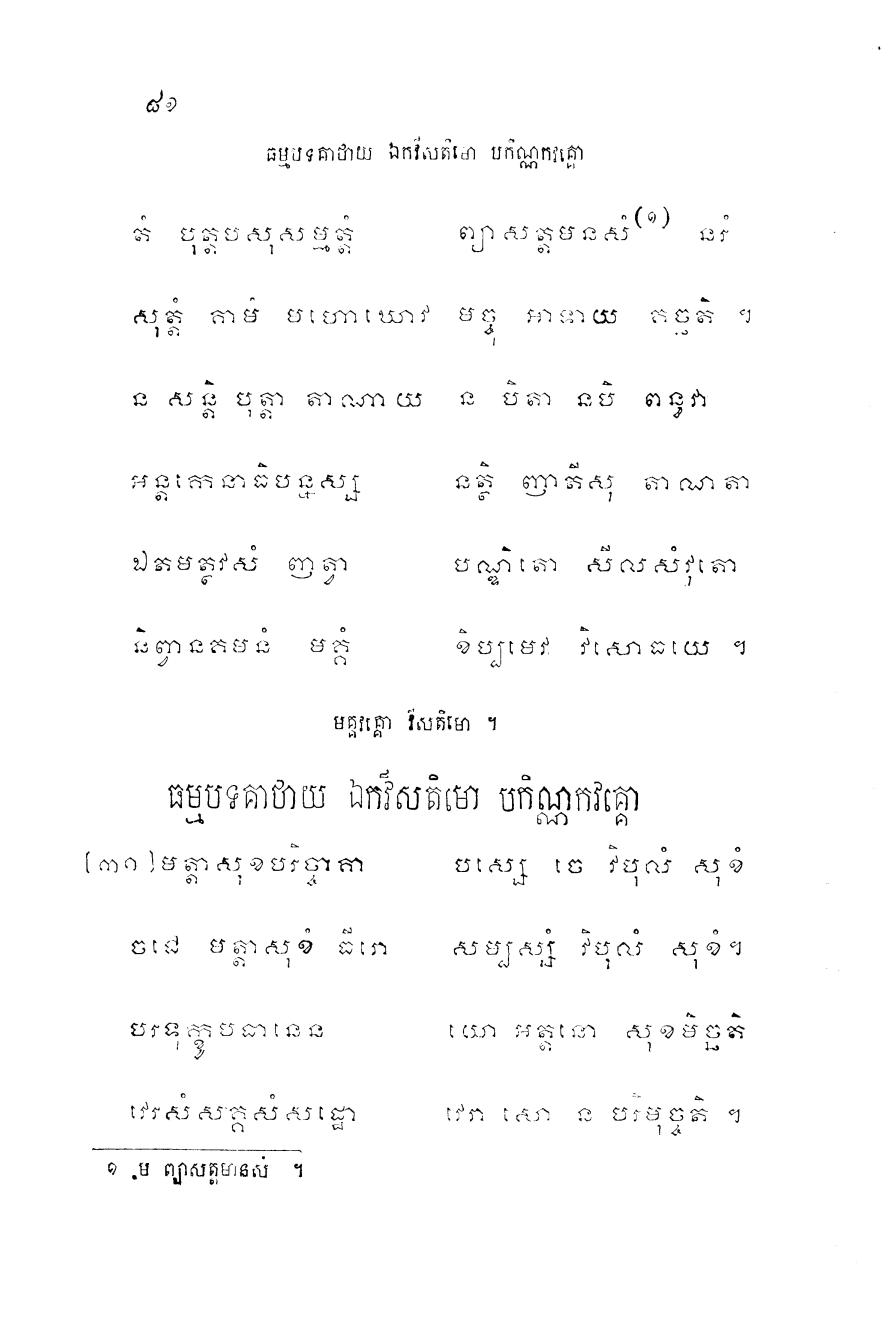 ៨១
ធម្មបទគាថាយ ឯកវីសតិមោ បកិណ្ណកវគ្គោ
តំ បុត្តបសុសម្មត្តំ ព្យាសត្តមនសំ(១) នរំ
សុត្តំ គាមំ មហោឃោវ មច្ចុ អាទាយ គច្ឆតិ ។
ន សន្តិ បុត្តា តាណាយ ន បិតា នបិ ពន្ធវា
អន្តកេនាធិបន្នស្ស នត្ថិ ញាតីសុ តាណតា
ឯតមត្ថវសំ ញត្វា បណ្ឌិតោ សីលសំវុតោ
និព្វានគមនំ មគ្គំ ខិប្បមេវ វិសោធយេ ។
មគ្គវគ្គោ វីសតិមោ ។
ធម្មបទគាថាយ ឯកវីសតិមោ បកិណ្ណកវគ្គោ
[៣១]មត្តាសុខបរិច្ចាគា បស្សេ ចេ វិបុលំ សុខំ
ចជេ មត្តាសុខំ ធីរោ សម្បស្សំ វិបុលំ សុខំ។
បរទុក្ខូបធានេន យោ អត្តនោ សុខមិច្ឆតិ
វេរសំសគ្គសំសដ្ឋោ វេរា សោ ន បរិមុច្ចតិ ។
១ ម ព្យាសត្តមានសំ ។